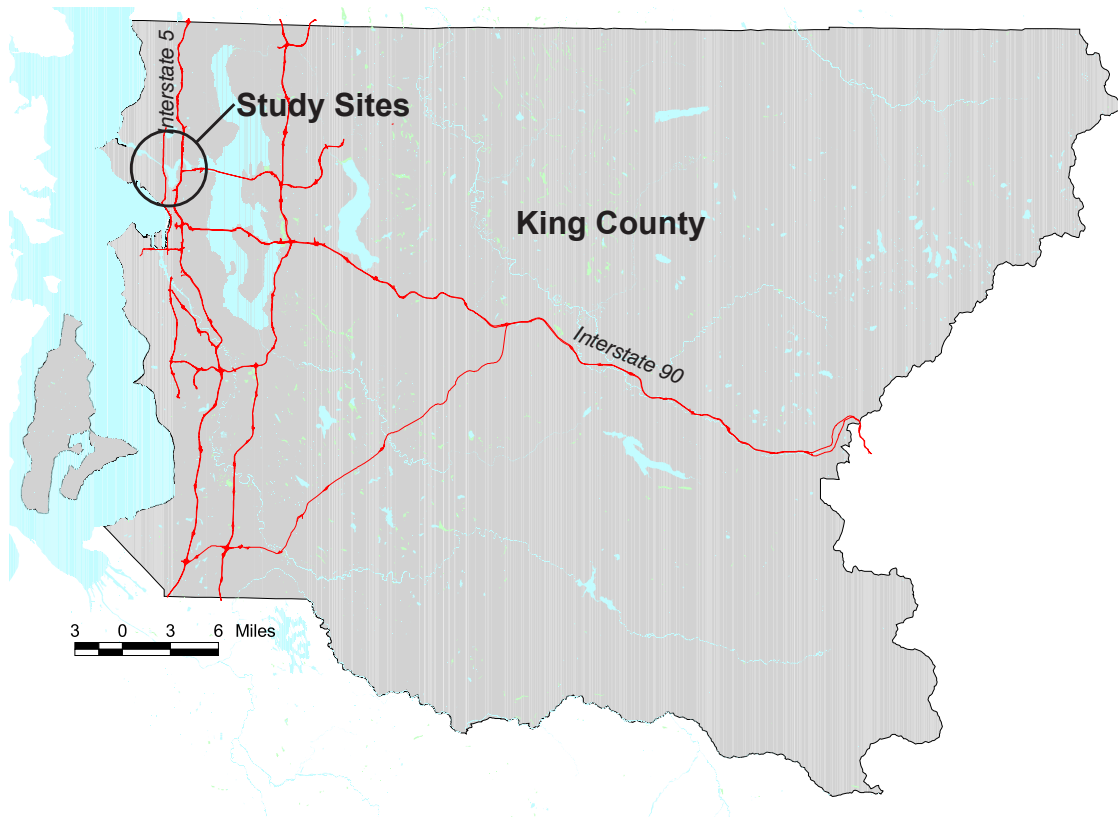 Interstate 5
Study Sites
King County
Interstate 90
3 0 3 6 Miles